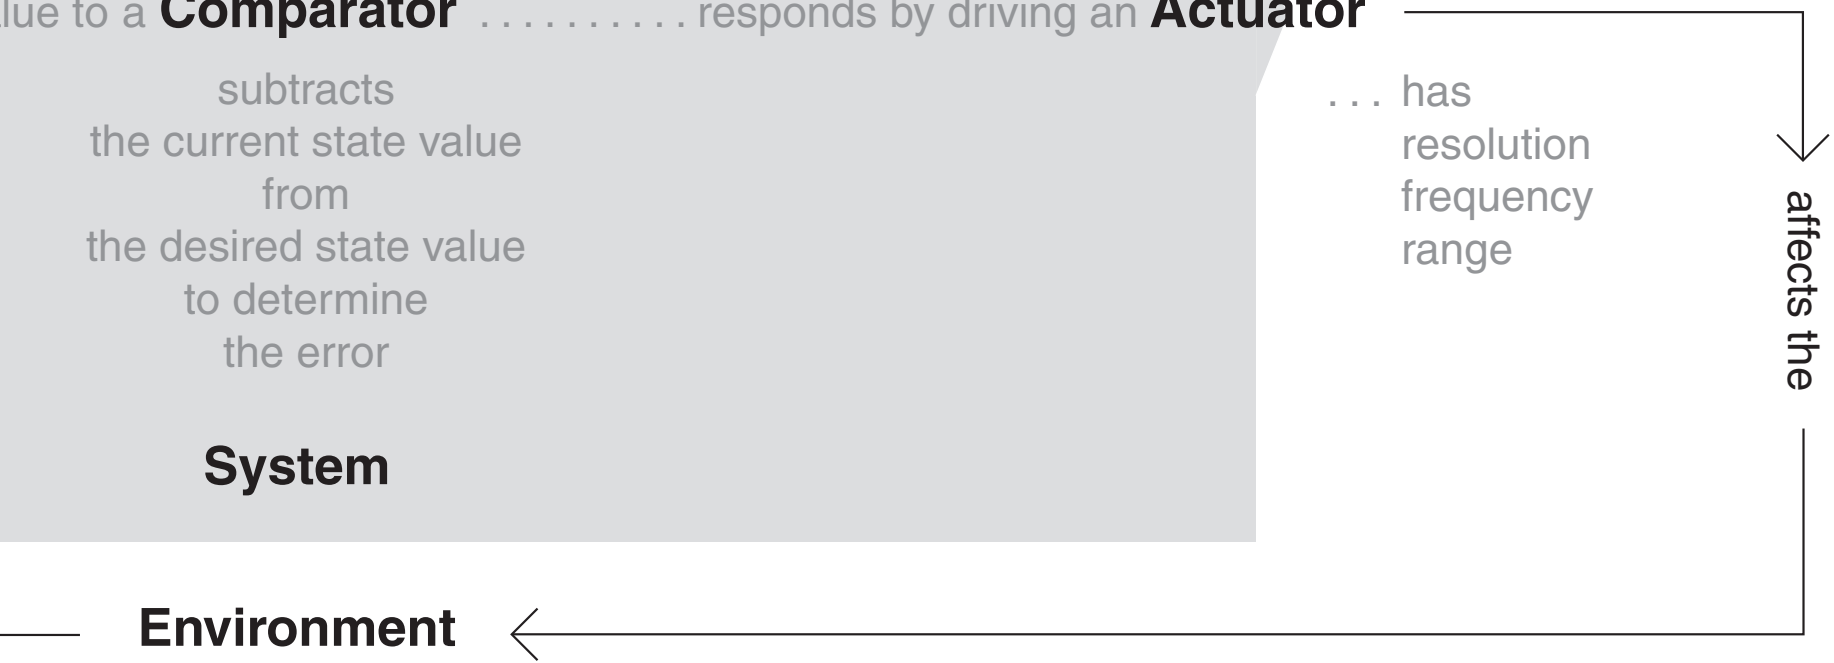 to a Comparator . . . . . . . . . . responds by driving an Actuator
subtracts
the current state value
from
the desired state value
to determine
the error
. . . has
resolution
frequency
range
affects the
System
Environment